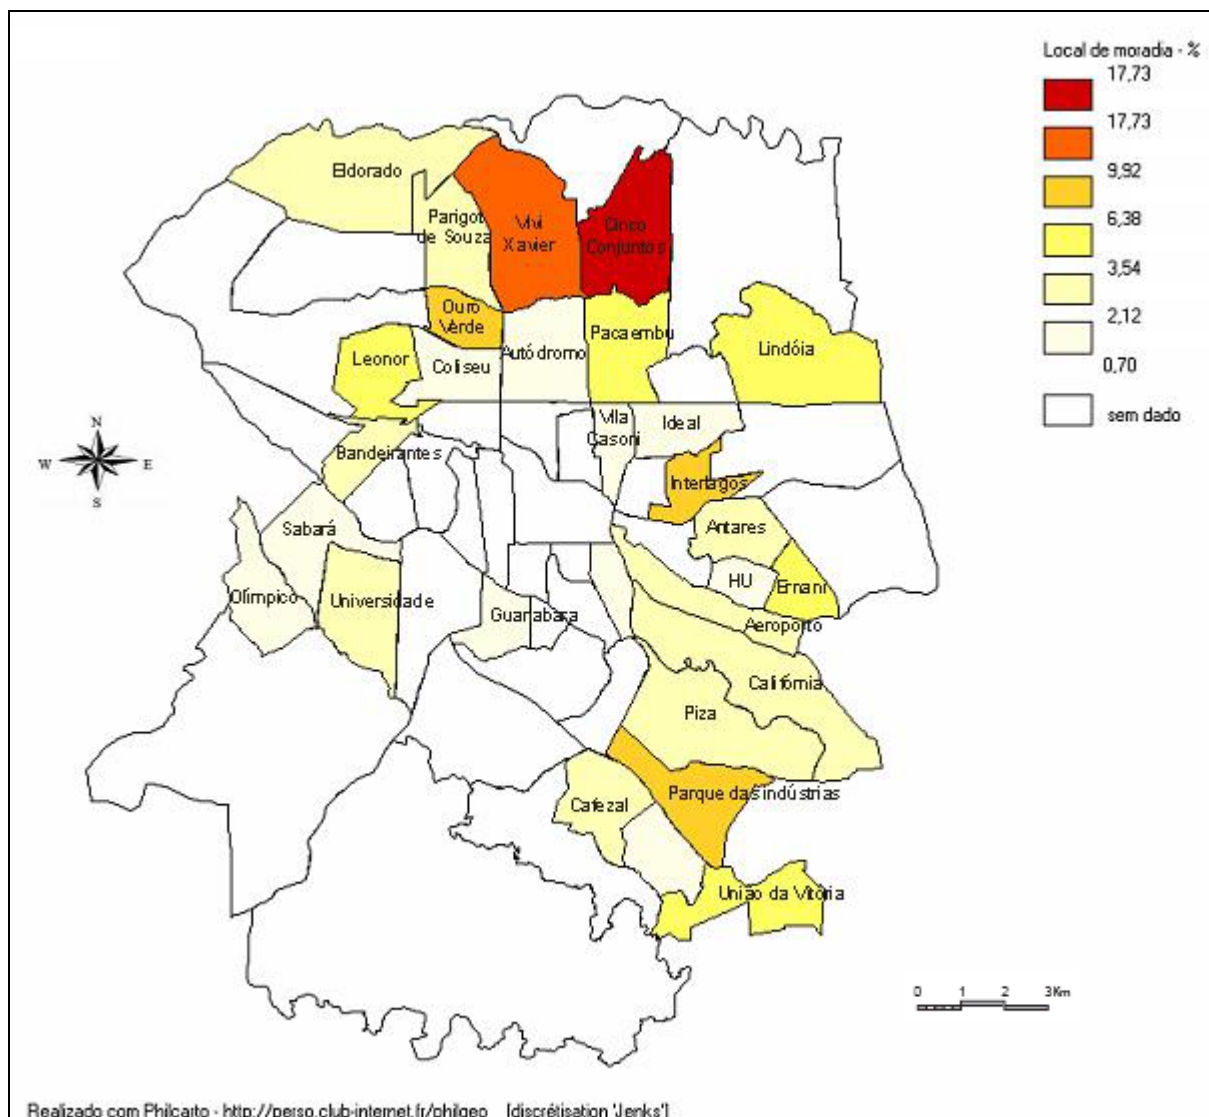 Local de moradia - %
17,73
17,73
9,92
6,38
3,54
2,12
0,70
sem dado
Eldorado
Parigot
de Souza
Vivi
Xavier
Cinco
Conjuntos
Ouro
Verde
Leonor
Coliseu
Autódromo
Pacaembu
Lindóia
Vila
Casoni
Ideal
Bandeirantes
Interlagos
N
W
E
S
Sabará
Antares
HU
Ernani
Olímpico
Universidade
Guanabara
Aeroporto
Califórnia
Piza
Cafezal
Parque das indústrias
União da Vitória
0 1 2 3Km
Realizado com Philcarto - http://perso.club-internet.fr/philgeo [discrétisation 'Jenks']